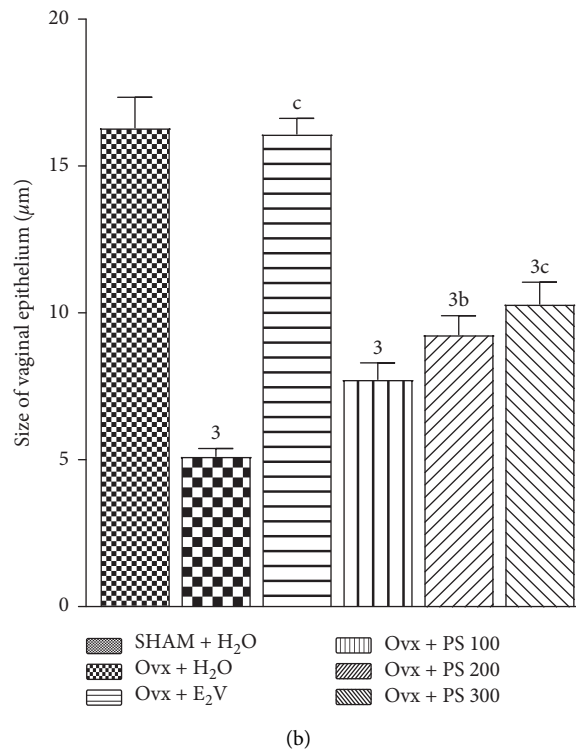 20
15
10
5
0
Size of vaginal epithelium (μm)
3
c
3
3b
3c
SHAM + H₂O
Ovx + H₂O
Ovx + E₂V
Ovx + PS 100
Ovx + PS 200
Ovx + PS 300
(b)